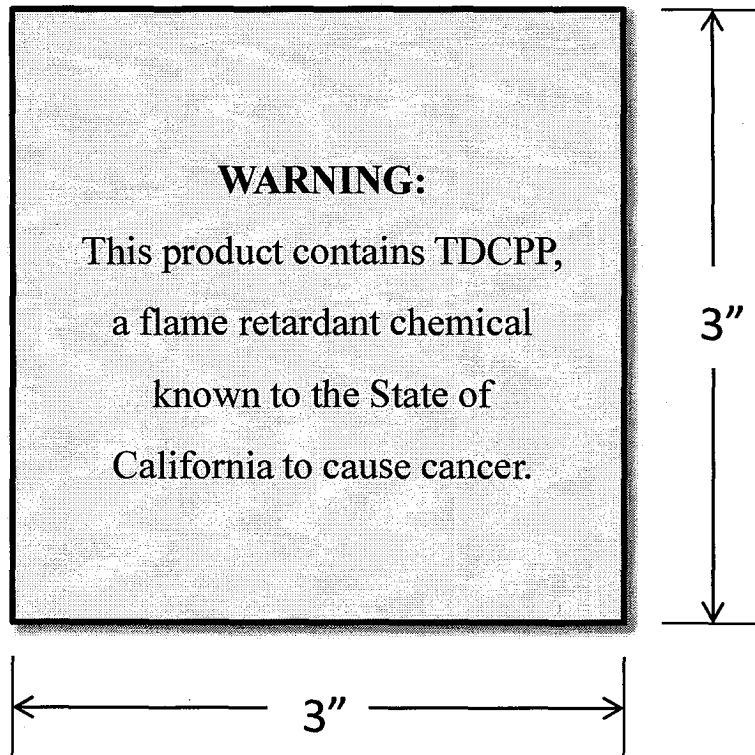 WARNING:
This product contains TDCPP,
a flame retardant chemical
known to the State of
California to cause cancer.
3”
3”